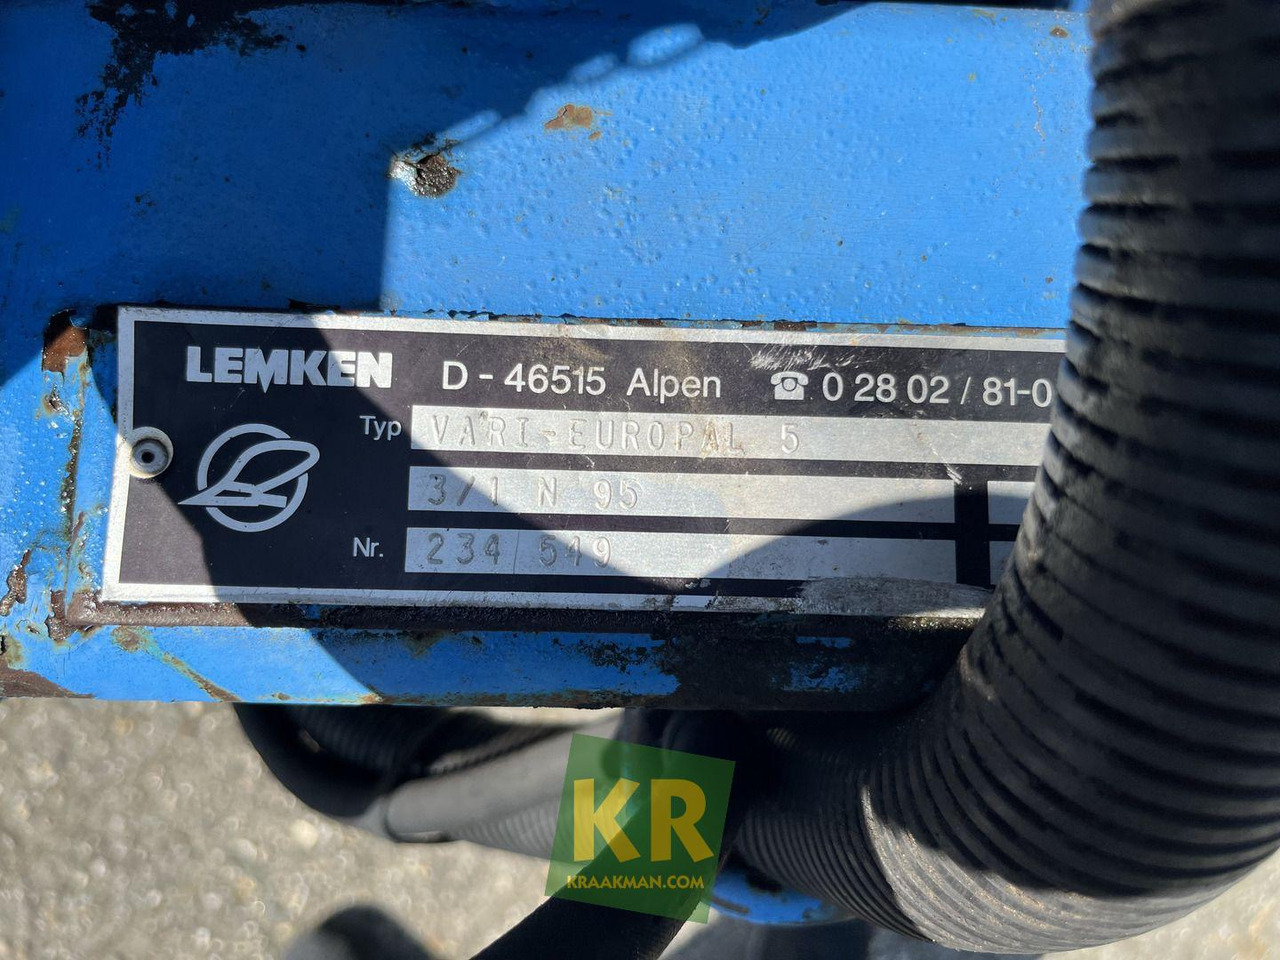 LEMKEN D - 46515 Alpen ☎ 0 28 02 / 81-0
Typ VARI-EUROPAL 5
3/1 N 95
Nr. 234 549
KR
KRAAKMAN.COM